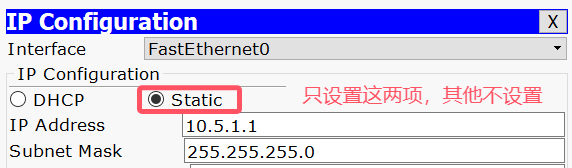 IP Configuration X
Interface FastEthernet0
IP Configuration
DHCP Static 只设置这两项，其他不设置
IP Address 10.5.1.1
Subnet Mask 255.255.255.0